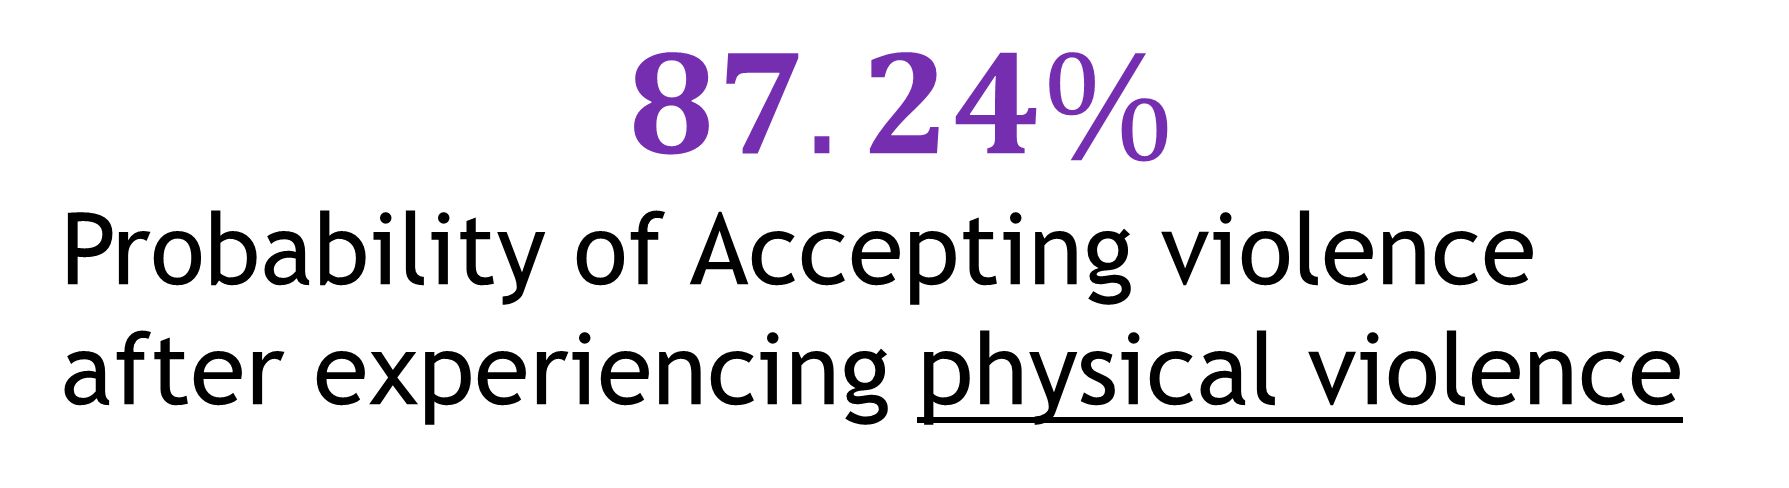 87.24%
Probability of Accepting violence
after experiencing physical violence